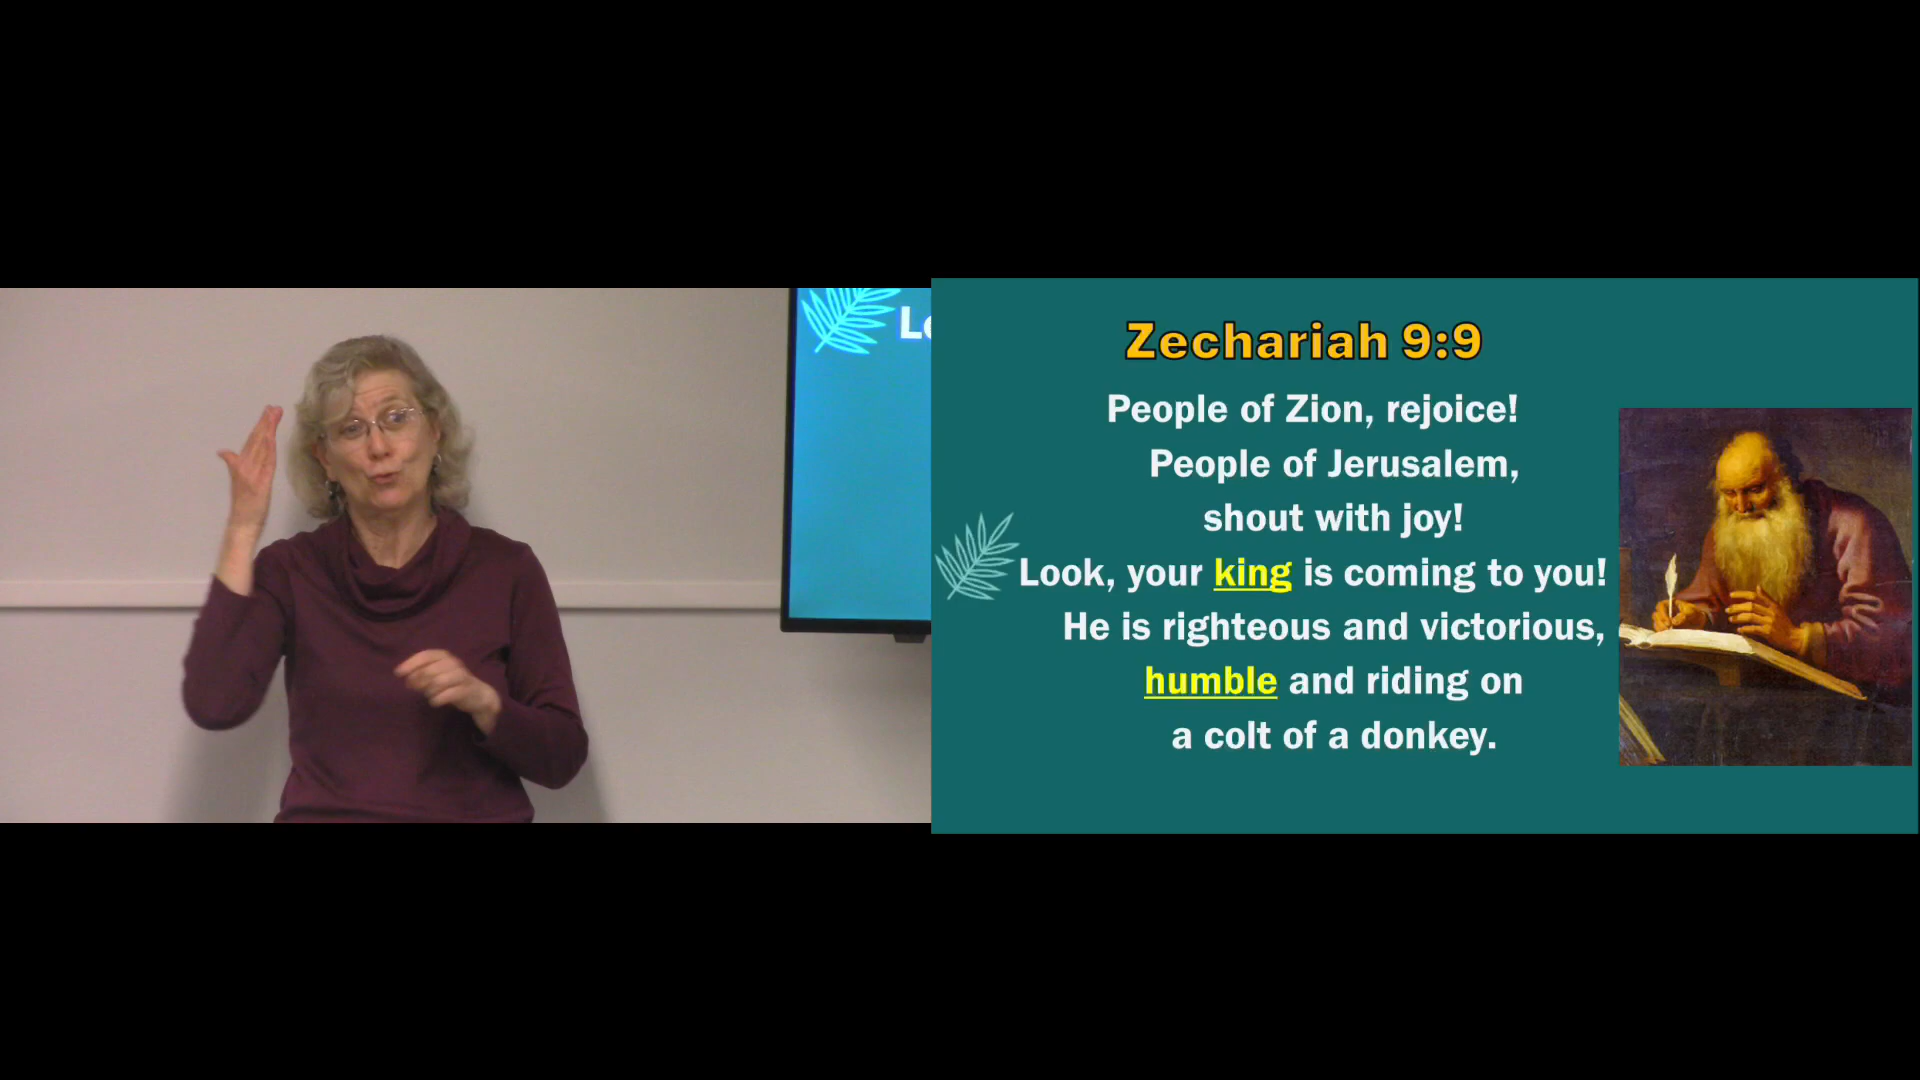 Zechariah 9:9
People of Zion, rejoice!
People of Jerusalem,
shout with joy!
Look, your king is coming to you!
He is righteous and victorious,
humble and riding on
a colt of a donkey.